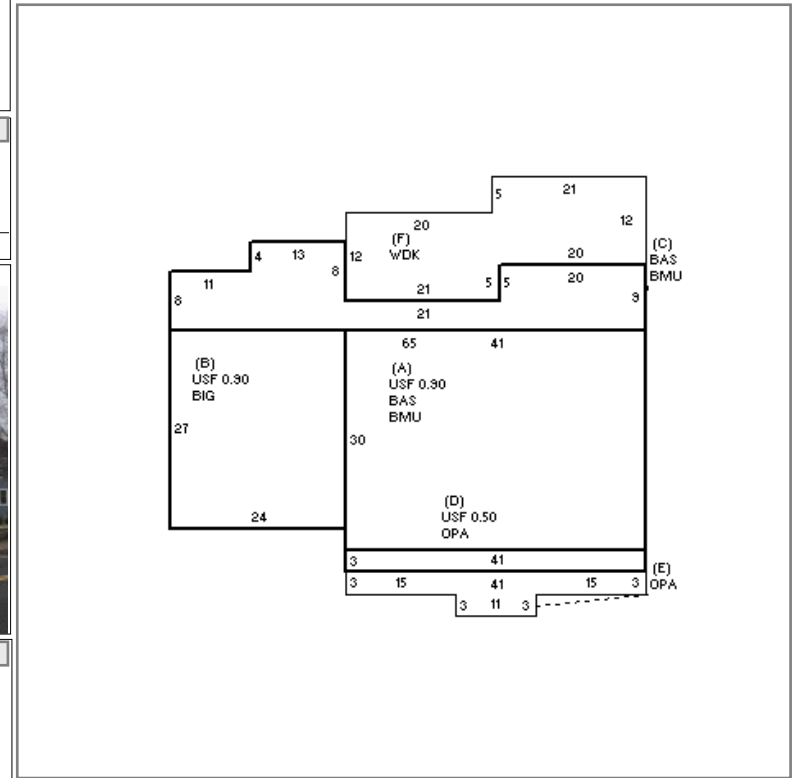 5 21
20 12
(F)
WDK
(C)
BAS
BMU
4 13 12 20
8
11 20
21 5 5
8 9
21
65 41
(B)
USF 0.90
BIG
(A)
USF 0.90
BAS
BMU
27
30
(D)
USF 0.50
OPA
24
3 41
(E)
OPA
3 15 41 15 3
3 11 3